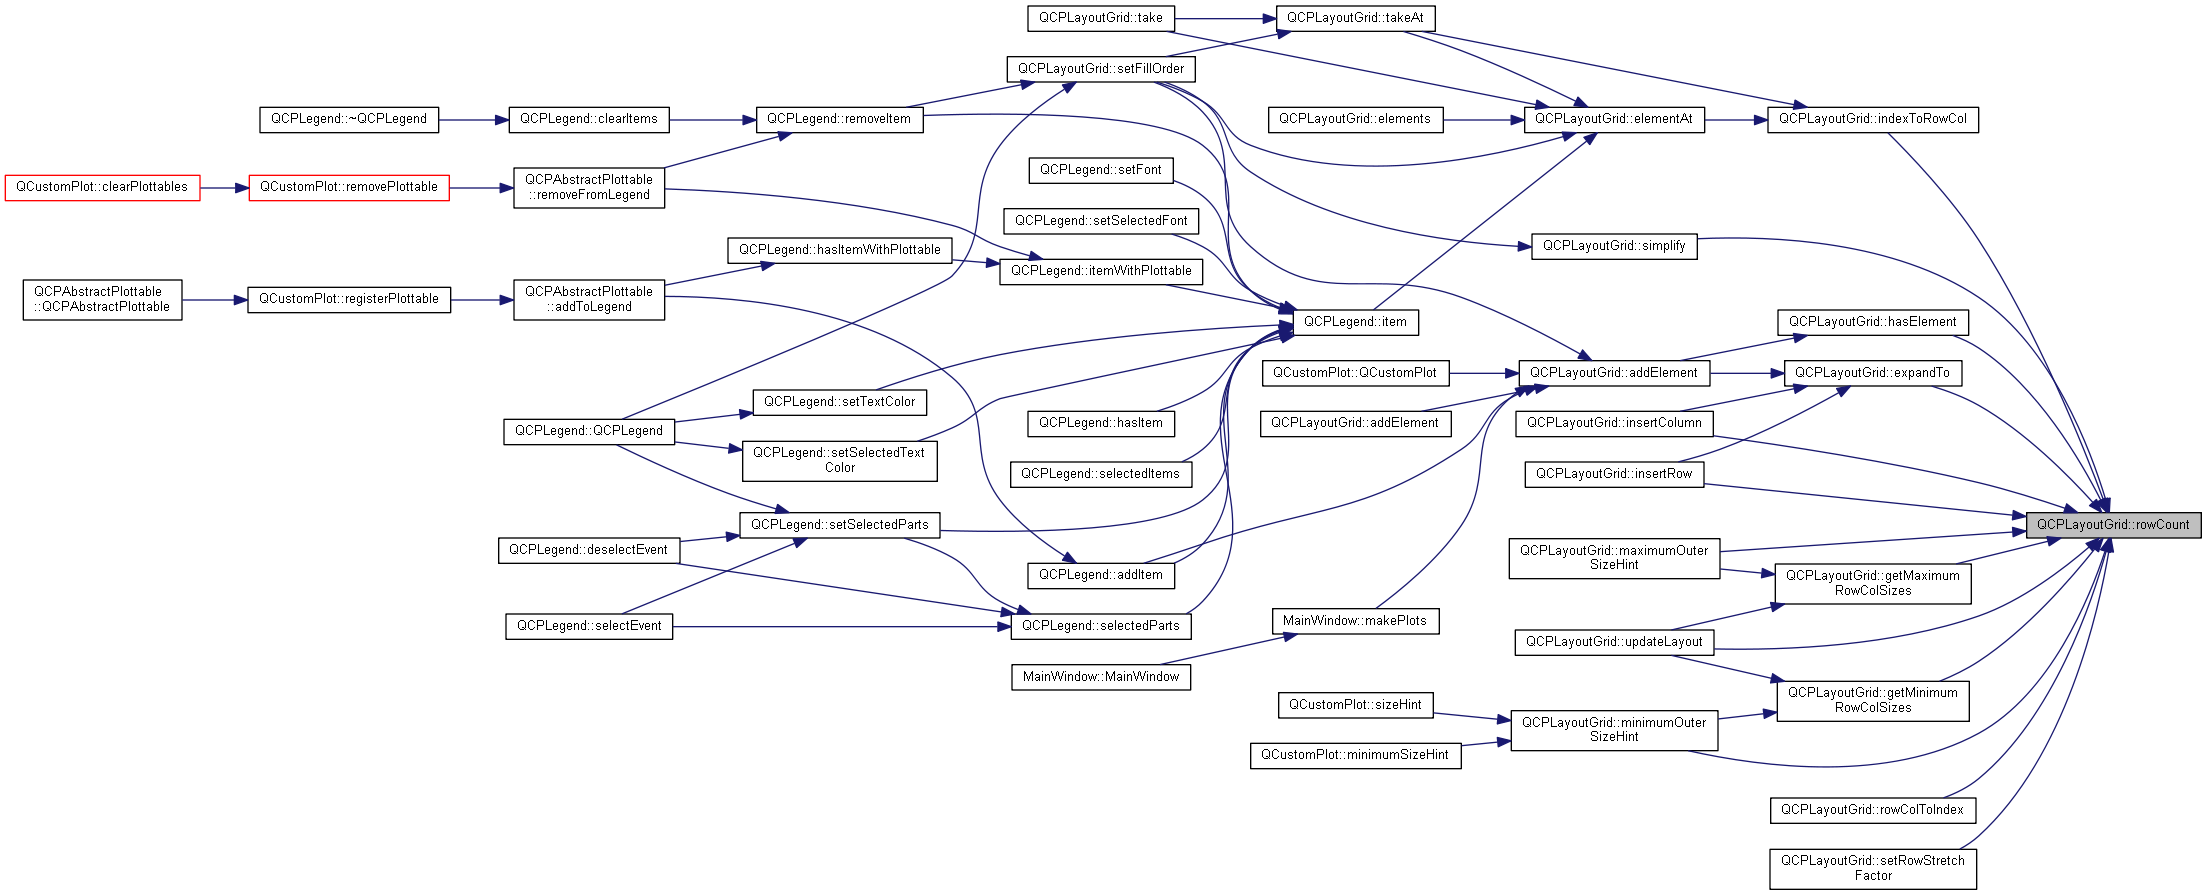 QCPLayoutGrid::take
QCPLayoutGrid::takeAt
QCPLayoutGrid::setFillOrder
QCPLegend::~QCPLegend
QCPLegend::clearItems
QCPLegend::removeItem
QCPLayoutGrid::elements
QCPLayoutGrid::elementAt
QCPLayoutGrid::indexToRowCol
QCPLegend::setFont
QCustomPlot::clearPlottables
QCustomPlot::removePlottable
QCPAbstractPlottable
::removeFromLegend
QCPLegend::setSelectedFont
QCPLegend::hasItemWithPlottable
QCPLayoutGrid::simplify
QCPLegend::itemWithPlottable
QCPAbstractPlottable
::QCPAbstractPlottable
QCustomPlot::registerPlottable
QCPAbstractPlottable
::addToLegend
QCPLegend::item
QCPLayoutGrid::hasElement
QCustomPlot::QCustomPlot
QCPLayoutGrid::addElement
QCPLayoutGrid::expandTo
QCPLegend::setTextColor
QCPLegend::hasItem
QCPLayoutGrid::addElement
QCPLayoutGrid::insertColumn
QCPLegend::QCPLegend
QCPLegend::setSelectedText
Color
QCPLegend::selectedItems
QCPLayoutGrid::insertRow
QCPLegend::setSelectedParts
QCPLayoutGrid::rowCount
QCPLegend::deselectEvent
QCPLayoutGrid::maximumOuter
SizeHint
QCPLegend::addItem
QCPLayoutGrid::getMaximum
RowColSizes
QCPLegend::selectEvent
QCPLegend::selectedParts
MainWindow::makePlots
QCPLayoutGrid::updateLayout
MainWindow::MainWindow
QCustomPlot::sizeHint
QCPLayoutGrid::getMinimum
RowColSizes
QCPLayoutGrid::minimumOuter
SizeHint
QCustomPlot::minimumSizeHint
QCPLayoutGrid::rowColToIndex
QCPLayoutGrid::setRowStretch
Factor